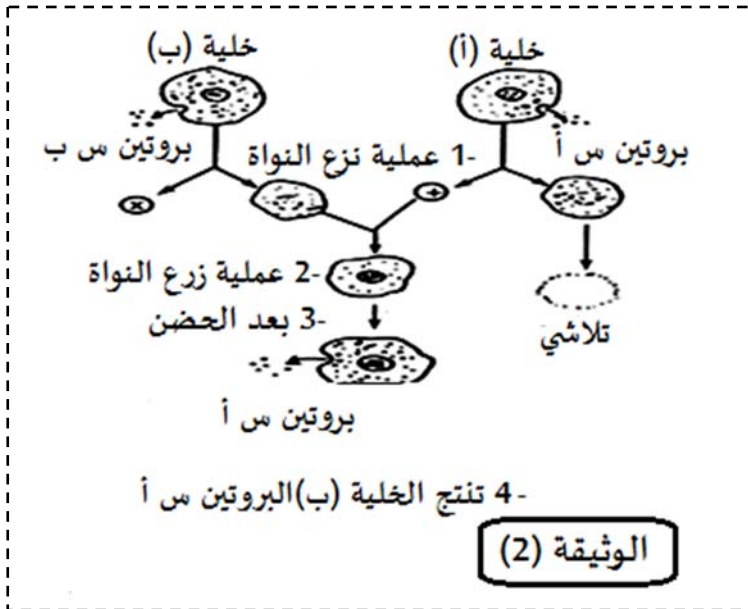 خلية (أ)
خلية (ب)
بروتين س أ
بروتين س ب
1- عملية نزع النواة
2- عملية زرع النواة
3- بعد الحضن
تلاشي
بروتين س أ
4- تنتج الخلية (ب)البروتين س أ
الوثيقة (2)